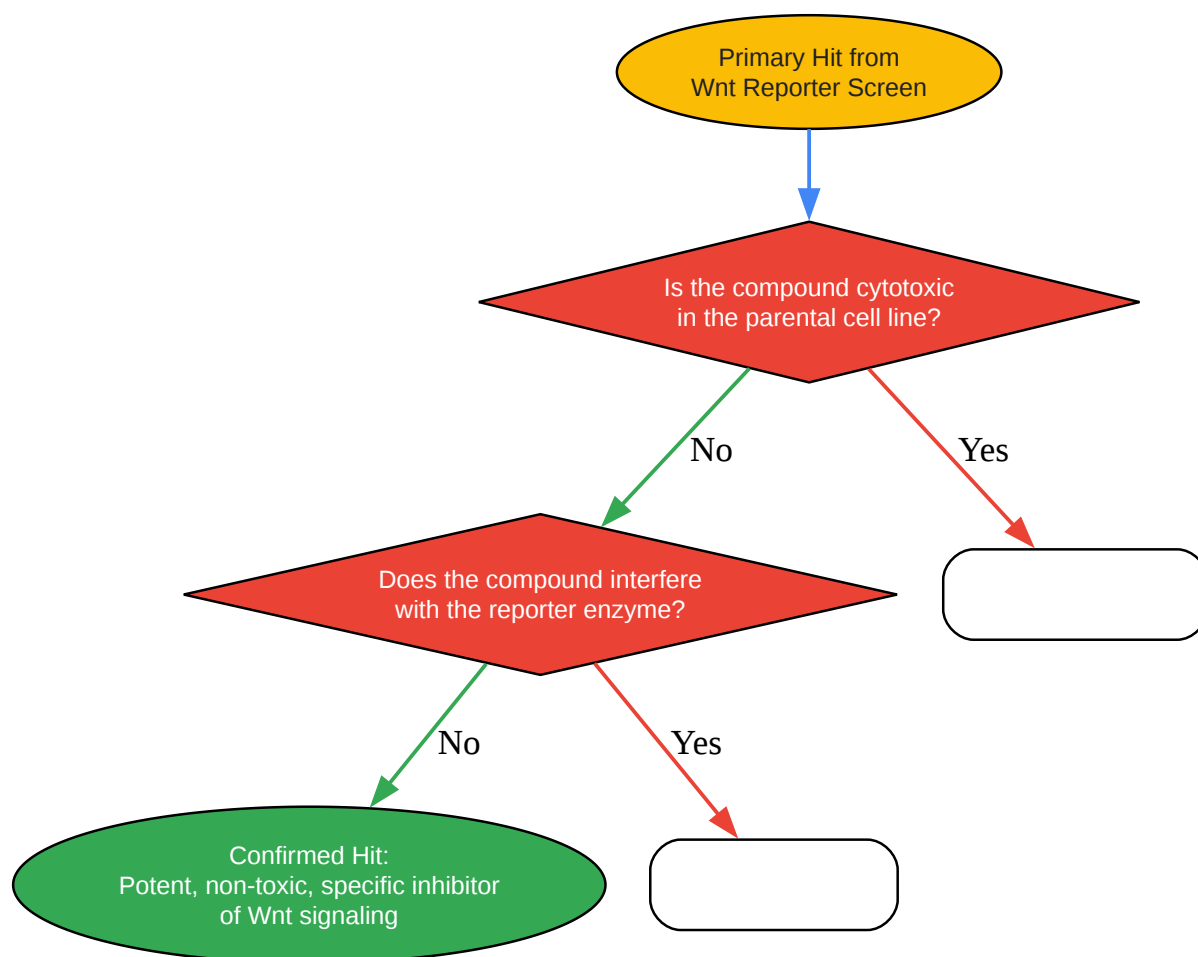 Primary Hit from
Wnt Reporter Screen
Is the compound cytotoxic
in the parental cell line?
No
Yes
Does the compound interfere
with the reporter enzyme?
No
Yes
Confirmed Hit:
Potent, non-toxic, specific inhibitor
of Wnt signaling